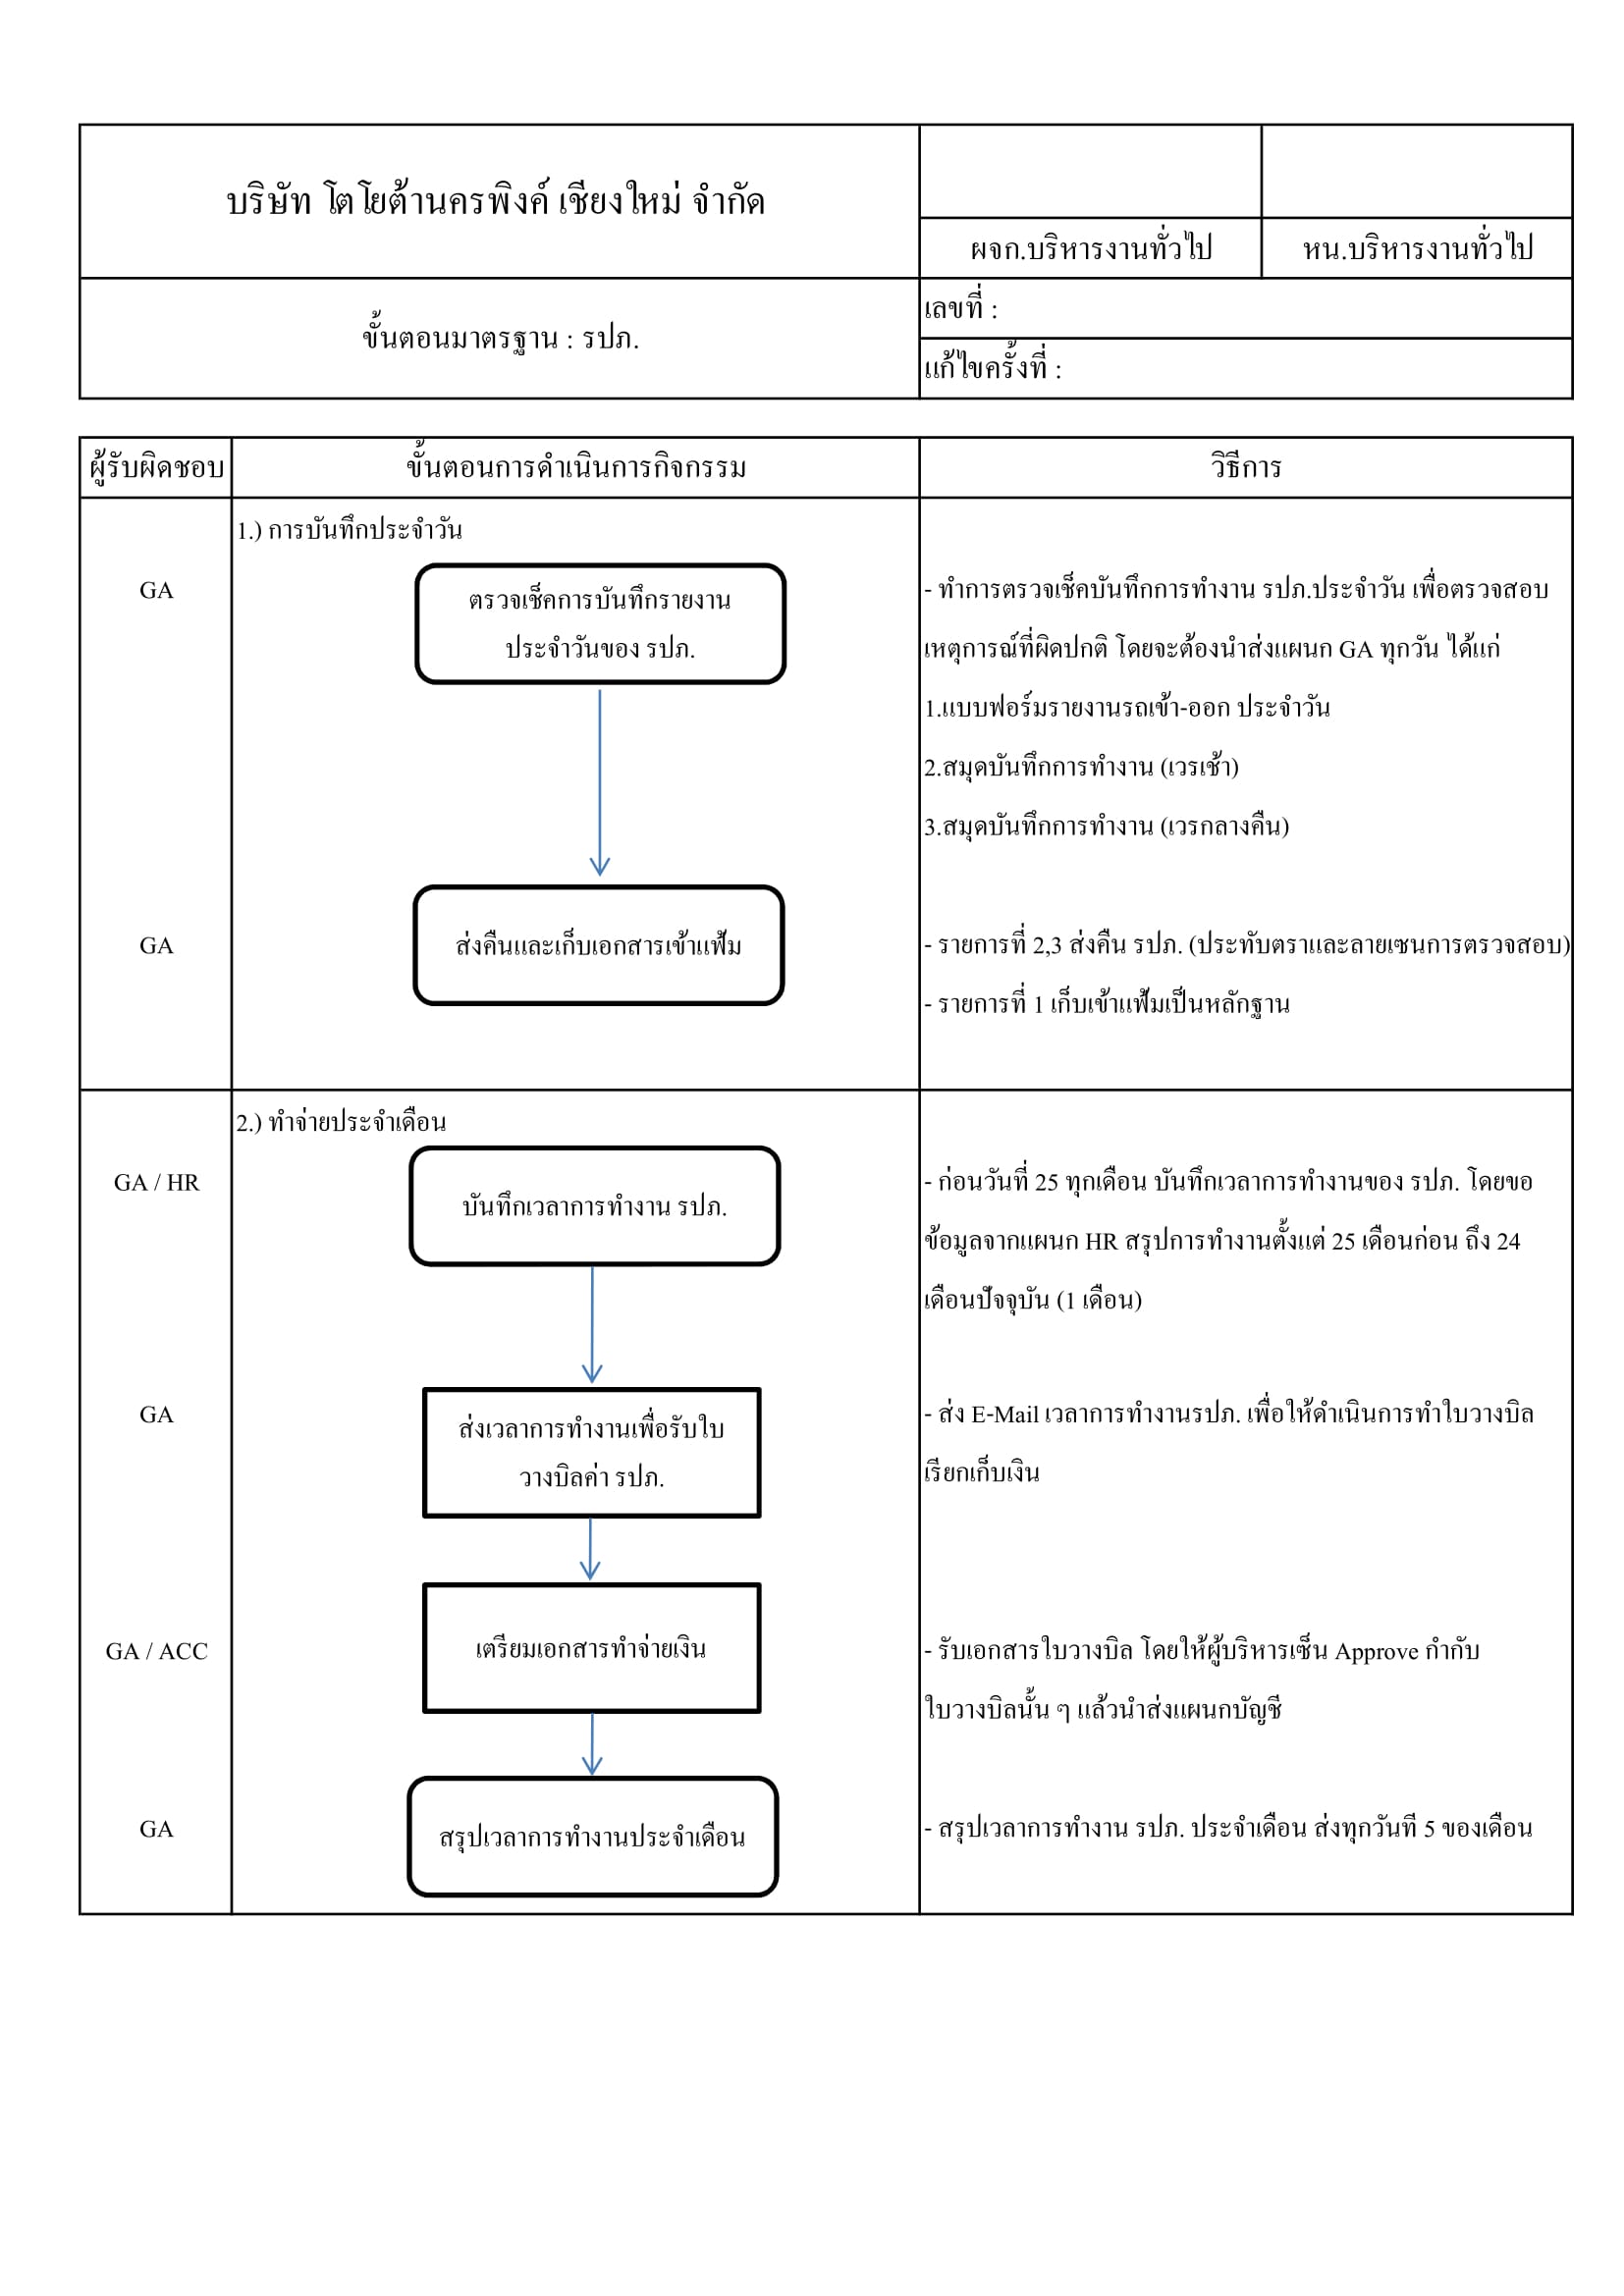 บริษัท โตโยต้านครพิงค์ เชียงใหม่ จำกัด
ผจก.บริหารงานทั่วไป
หน.บริหารงานทั่วไป
ขั้นตอนมาตรฐาน : รปภ.
เลขที่ :
แก้ไขครั้งที่ :
ผู้รับผิดชอบ
ขั้นตอนการดำเนินการกิจกรรม
วิธีการ
1.) การบันทึกประจำวัน
GA
ตรวจเช็คการบันทึกรายงาน
ประจำวันของ รปภ.
- ทำการตรวจเช็คบันทึกการทำงาน รปภ.ประจำวัน เพื่อตรวจสอบ
เหตุการณ์ที่ผิดปกติ โดยจะต้องนำส่งแผนก GA ทุกวัน ได้แก่
1.แบบฟอร์มรายงานรถเข้า-ออก ประจำวัน
2.สมุดบันทึกการทำงาน (เวรเช้า)
3.สมุดบันทึกการทำงาน (เวรกลางคืน)
GA
ส่งคืนและเก็บเอกสารเข้าแฟ้ม
- รายการที่ 2,3 ส่งคืน รปภ. (ประทับตราและลายเซนการตรวจสอบ)
- รายการที่ 1 เก็บเข้าแฟ้มเป็นหลักฐาน
2.) ทำจ่ายประจำเดือน
GA / HR
บันทึกเวลาการทำงาน รปภ.
- ก่อนวันที่ 25 ทุกเดือน บันทึกเวลาการทำงานของ รปภ. โดยขอ
ข้อมูลจากแผนก HR สรุปการทำงานตั้งแต่ 25 เดือนก่อน ถึง 24
เดือนปัจจุบัน (1 เดือน)
GA
ส่งเวลาการทำงานเพื่อรับใบ
วางบิลค่า รปภ.
- ส่ง E-Mail เวลาการทำงานรปภ. เพื่อให้ดำเนินการทำใบวางบิล
เรียกเก็บเงิน
GA / ACC
เตรียมเอกสารทำจ่ายเงิน
- รับเอกสารใบวางบิล โดยให้ผู้บริหารเซ็น Approve กำกับ
ใบวางบิลนั้น ๆ แล้วนำส่งแผนกบัญชี
GA
สรุปเวลาการทำงานประจำเดือน
- สรุปเวลาการทำงาน รปภ. ประจำเดือน ส่งทุกวันที 5 ของเดือน